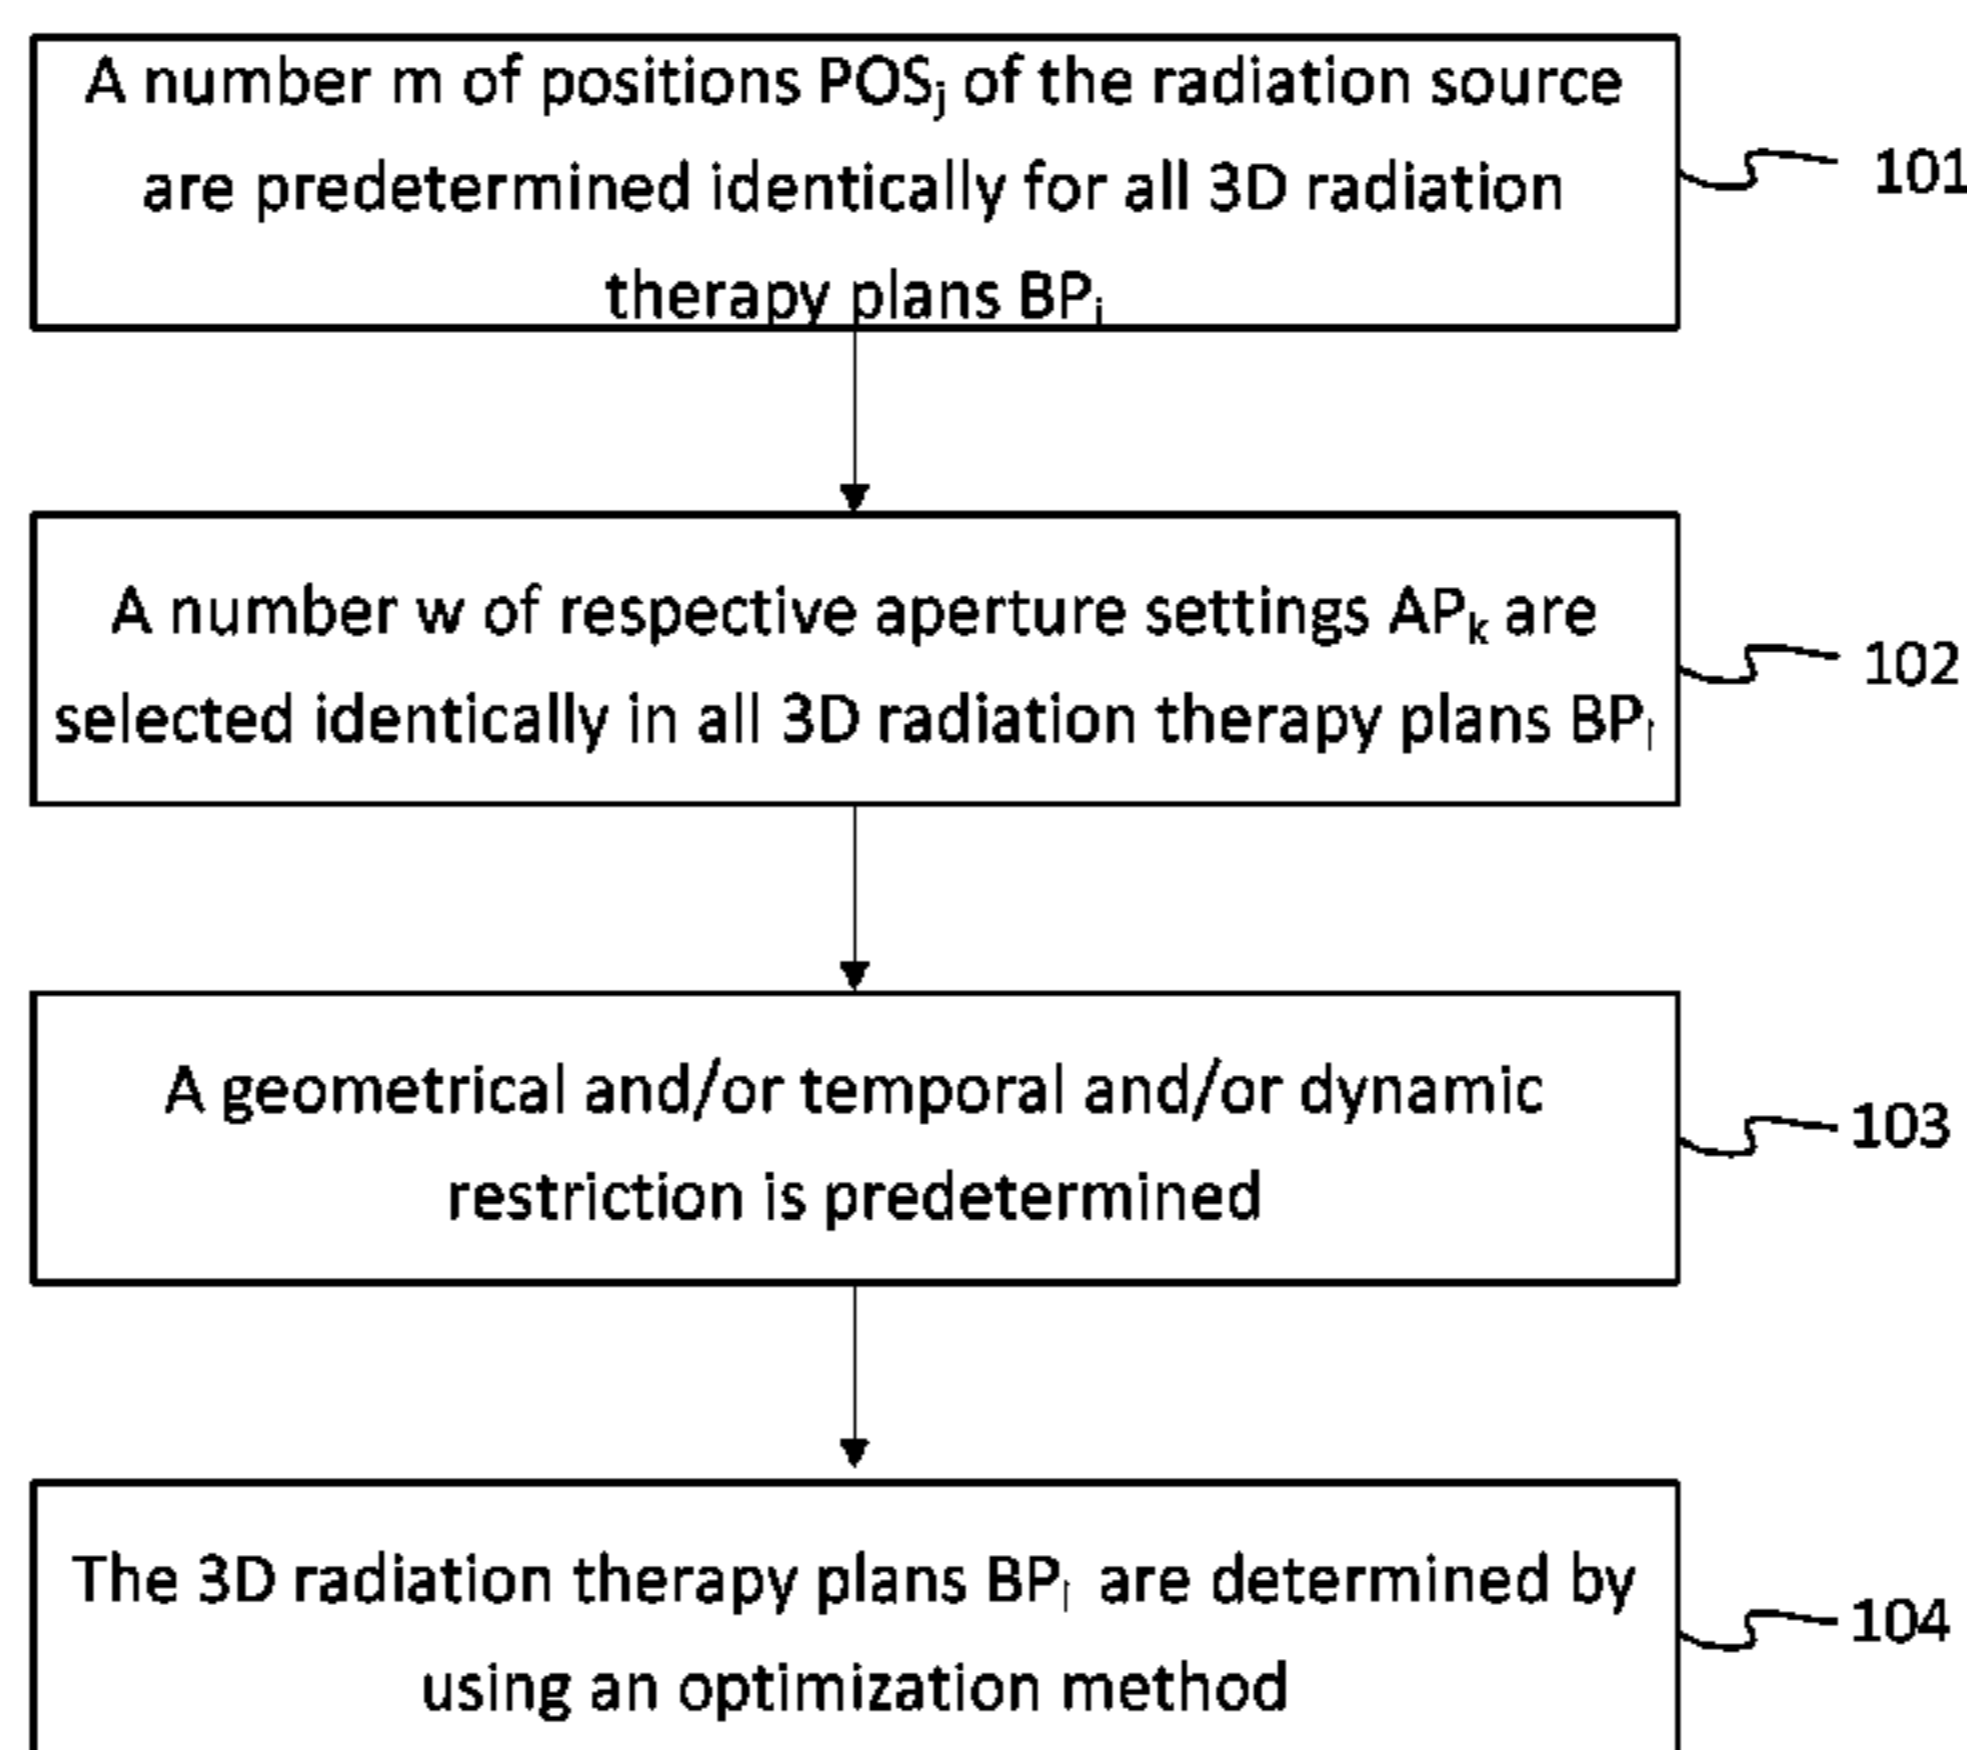 A number m of positions POSj of the radiation source
are predetermined identically for all 3D radiation
therapy plans BPi
101
A number w of respective aperture settings APk are
selected identically in all 3D radiation therapy plans BPi
102
A geometrical and/or temporal and/or dynamic
restriction is predetermined
103
The 3D radiation therapy plans BPi are determined by
using an optimization method
104